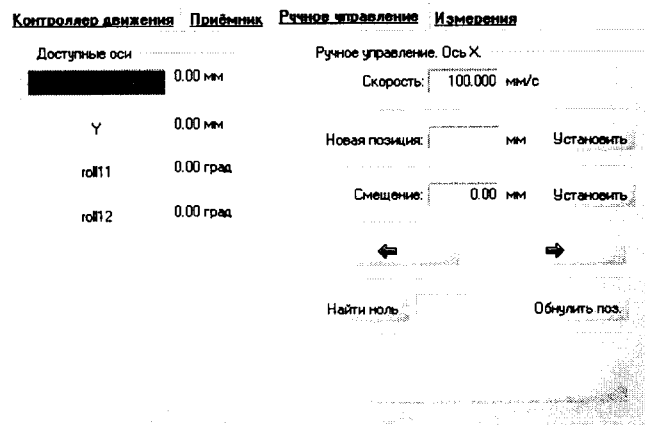 Контроллер движения Приёмник Ручное управление Измерения
Доступные оси
0.00 мм
Y 0.00 мм
roll11 0.00 град
roll12 0.00 град
Ручное управление. Ось X.
Скорость: 100.000 мм/с
Новая позиция: мм Установить
Смещение: 0.00 мм Установить
Найти ноль Обнулить поз.